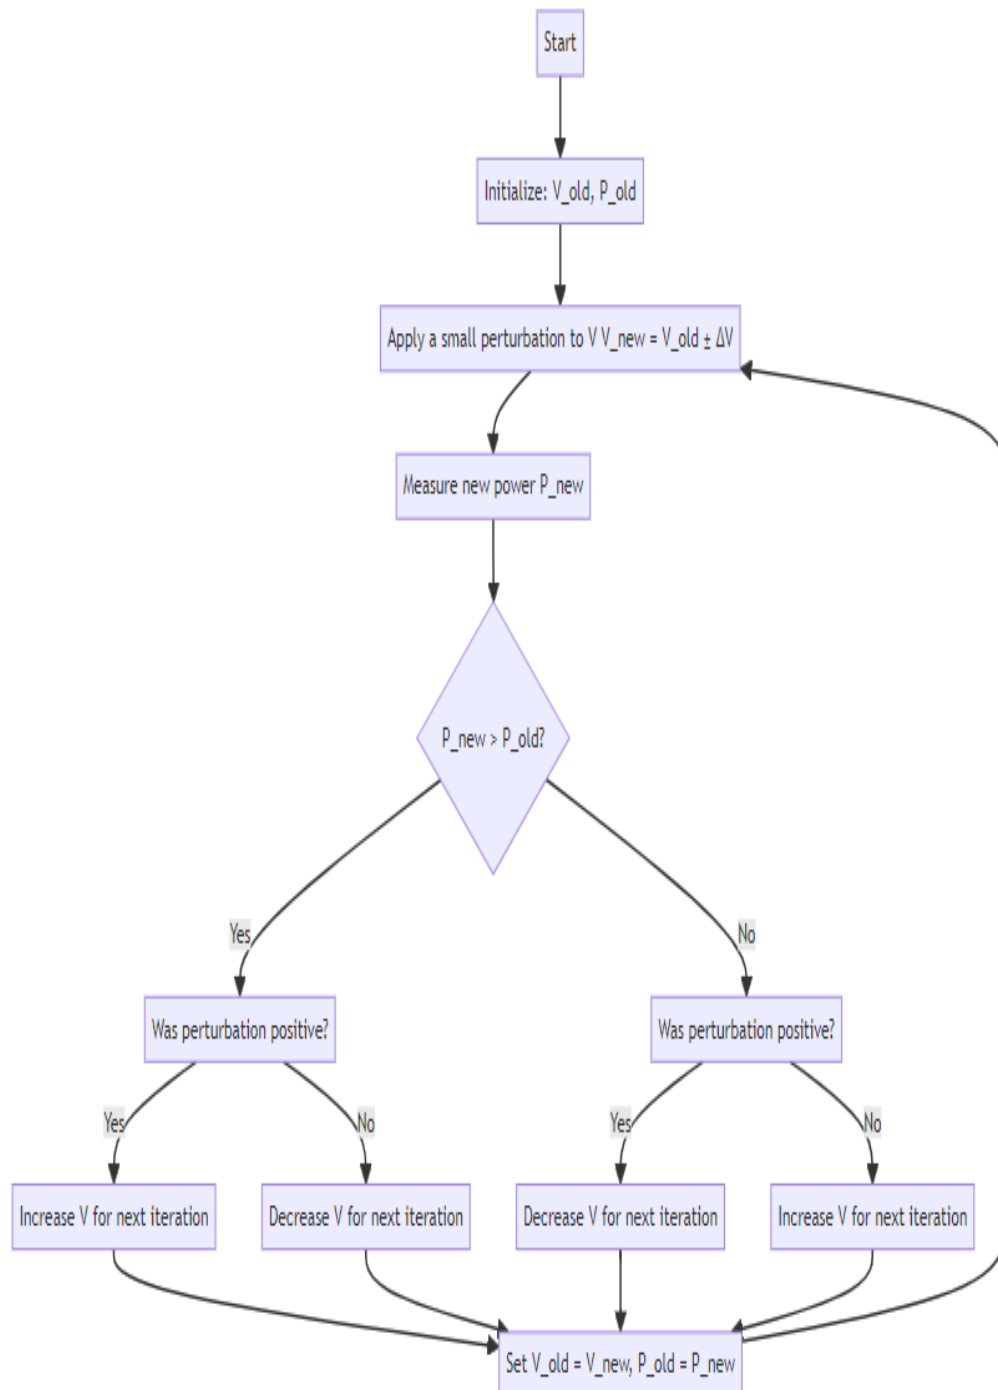 Start
Initialize: V_old, P_old
Apply a small perturbation to V V_new = V_old ± ΔV
Measure new power P_new
P_new > P_old?
Yes
No
Was perturbation positive?
Was perturbation positive?
Yes
No
Yes
No
Increase V for next iteration
Decrease V for next iteration
Decrease V for next iteration
Increase V for next iteration
Set V_old = V_new, P_old = P_new